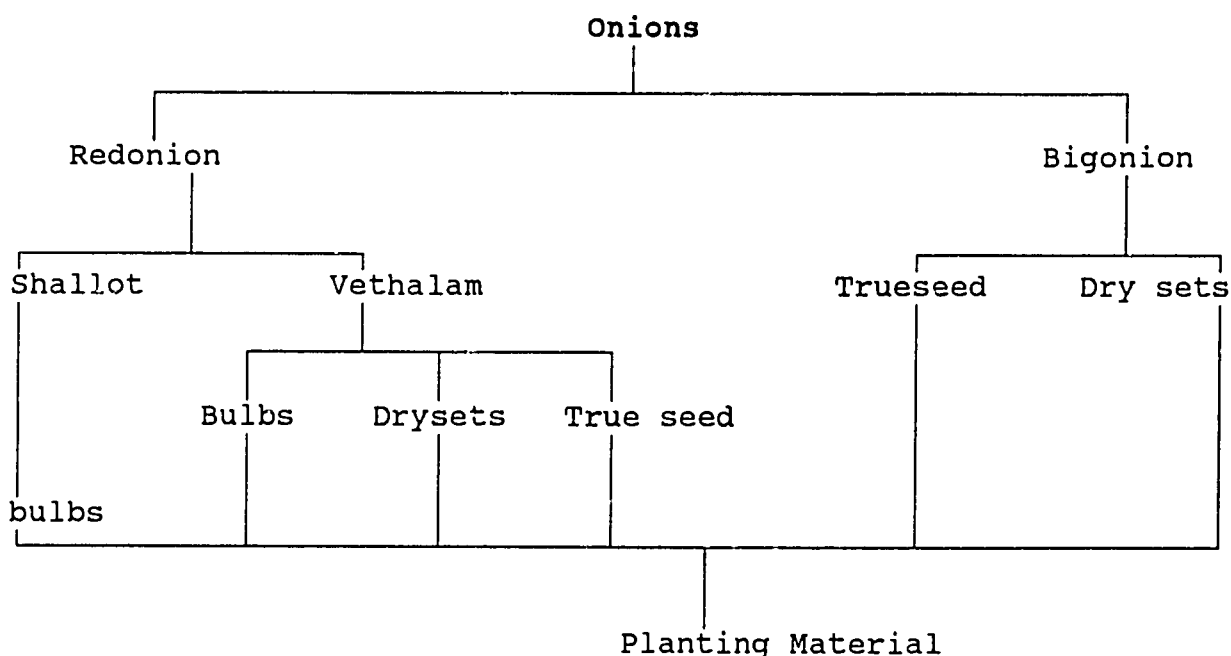 Onions
Redonion Bigonion
Shallot Vethalam Trueseed Dry sets
Bulbs Drysets True seed
bulbs
Planting Material